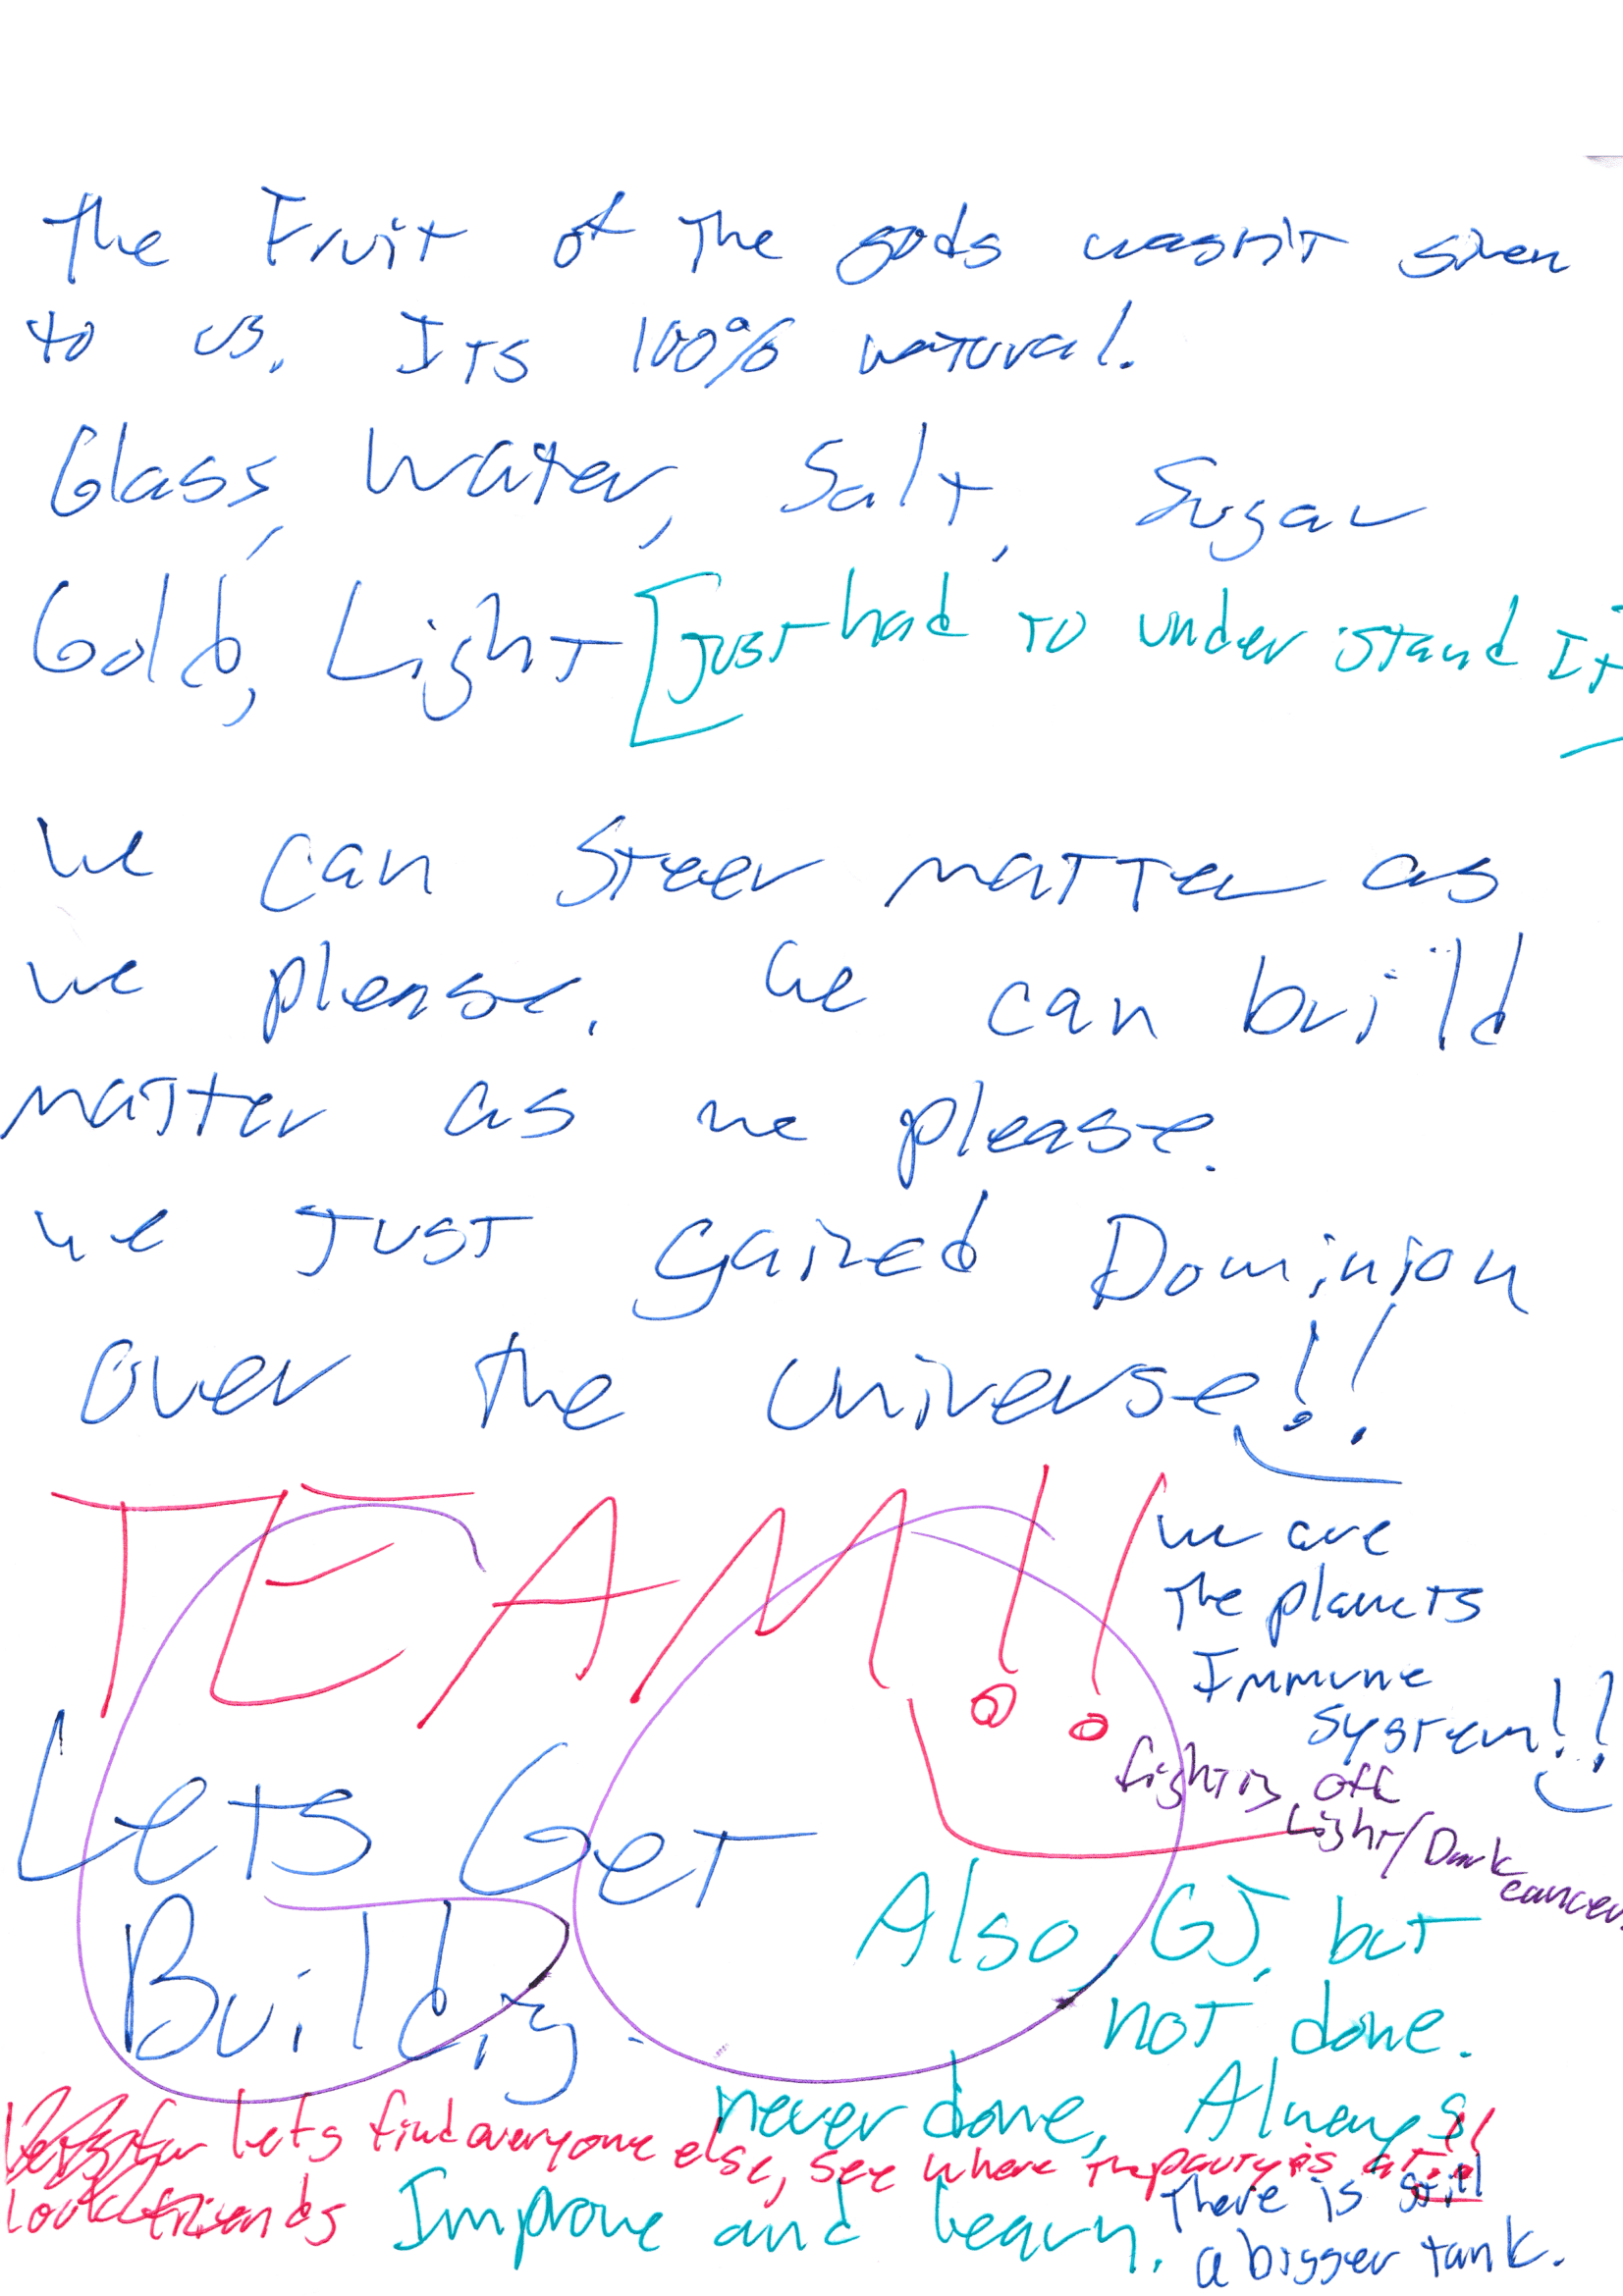 The Fruit of The gods wasn't given
to us. Its 100% natural.
Glass, Water, Salt, Sugar
Gold, Light [Just had to understand It
We can steer matter as
we please. We can build
matter as we please.
we just gained Dominion
over the universe!!
TEAM!!
we are
The planets
Immune
system!!
fighting off
Light/Dark
cancer.
Lets Get
Building.
Also GJ, but
not done.
never done, Always
lets find everyone else, see where the party is at!!
look friends
Improve and learn.
There is still
a bigger tank.